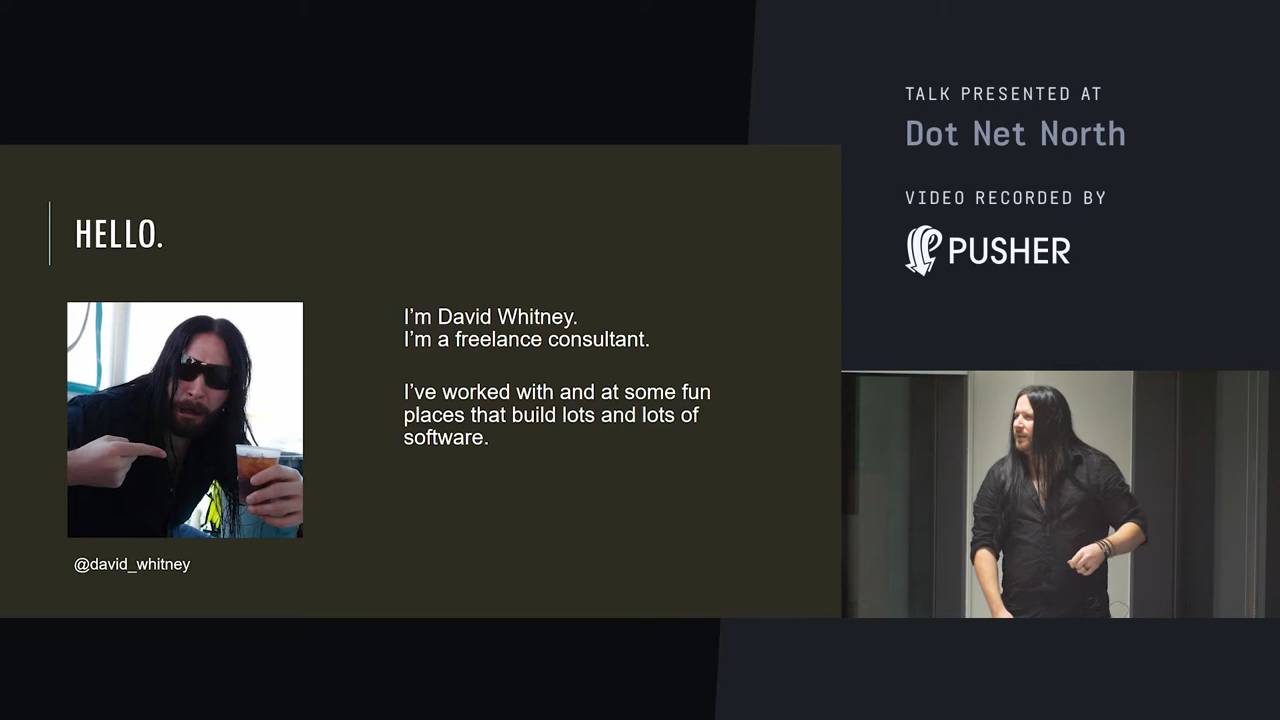 TALK PRESENTED AT
Dot Net North
VIDEO RECORDED BY
PUSHER
HELLO.
I’m David Whitney.
I’m a freelance consultant.
I’ve worked with and at some fun
places that build lots and lots of
software.
@david_whitney